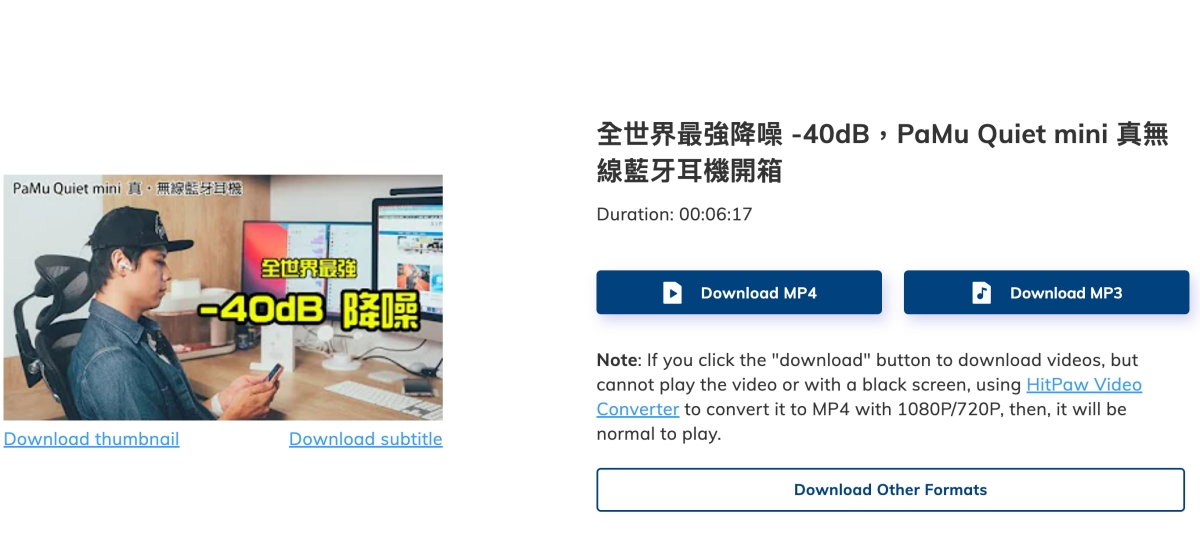 PaMu Quiet mini 真・無線藍牙耳機
全世界最強
-40dB 降噪
Download thumbnail
Download subtitle
全世界最強降噪 -40dB，PaMu Quiet mini 真無
線藍牙耳機開箱
Duration: 00:06:17
Download MP4
Download MP3
Note: If you click the "download" button to download videos, but
cannot play the video or with a black screen, using HitPaw Video
Converter to convert it to MP4 with 1080P/720P, then, it will be
normal to play.
Download Other Formats